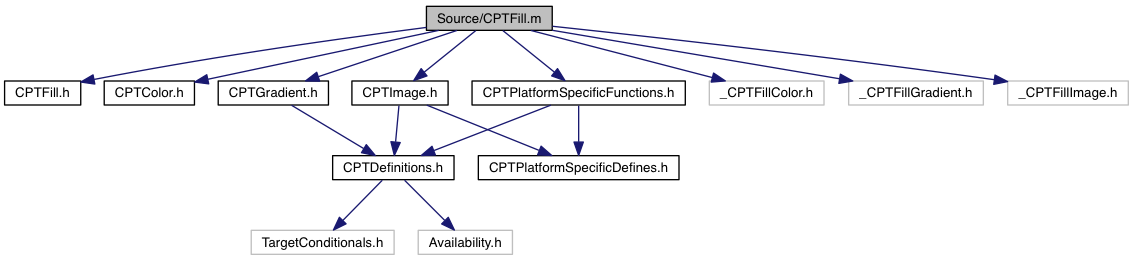 Source/CPTFill.m
CPTFill.h
CPTColor.h
CPTGradient.h
CPTImage.h
CPTPlatformSpecificFunctions.h
_CPTFillColor.h
_CPTFillGradient.h
_CPTFillImage.h
CPTDefinitions.h
CPTPlatformSpecificDefines.h
TargetConditionals.h
Availability.h